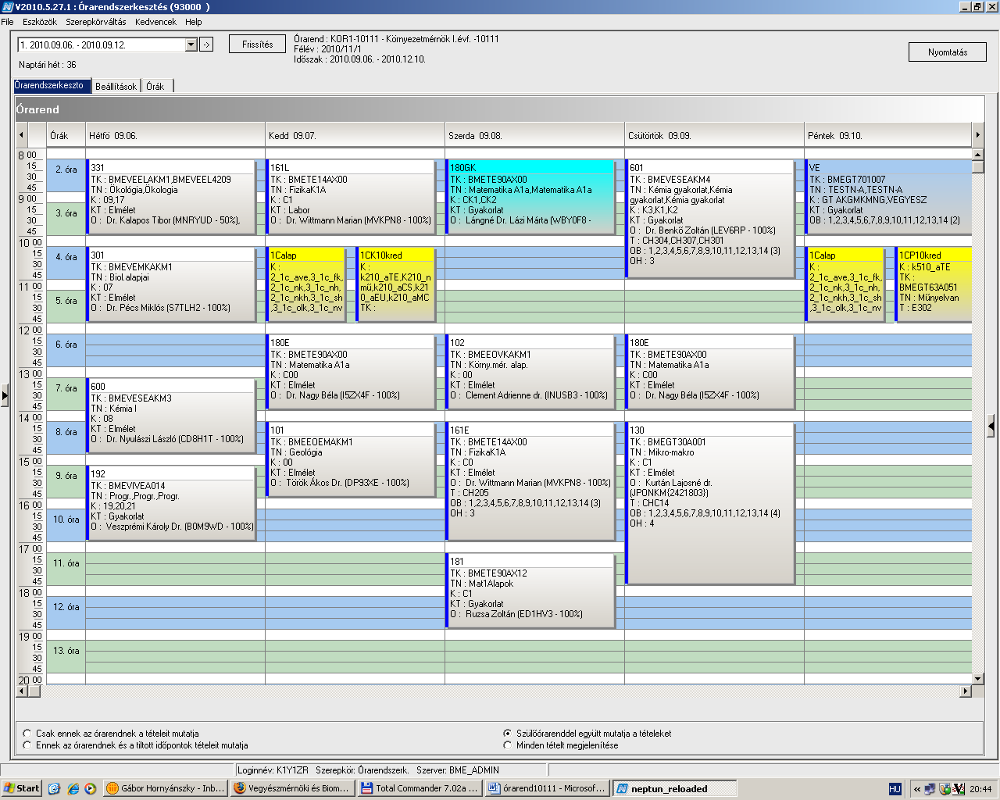 V2010.5.27.1 : Órarendszerkesztés (93000  )
File Eszközök Szerepkörváltás Kedvencek Help
1. 2010.09.06. - 2010.09.12.
->
Frissítés
Órarend : KOR1-10111 - Környezetmérnök I.évf. -10111
Félév : 2010/11/1
Időszak : 2010.09.06. - 2010.12.10.
Nyomtatás
Naptári hét : 36
Órarendszerkeszto Beállítások Órák
Órarend
Órák Hétfő 09.06. Kedd 09.07. Szerda 09.08. Csütörtök 09.09. Péntek 09.10.
8 00
15
30
45
9 00
15
30
45
10 00
15
30
45
11 00
15
30
45
12 00
15
30
45
13 00
15
30
45
14 00
15
30
45
15 00
15
30
45
16 00
15
30
45
17 00
15
30
45
18 00
15
30
45
19 00
15
30
45
20 00
2. óra
3. óra
4. óra
5. óra
6. óra
7. óra
8. óra
9. óra
10. óra
11. óra
12. óra
13. óra
331
TK : BMEVEELAKM1,BMEVEEL4209
TN : Ökológia,Ökologia
K : 09,17
KT : Elmélet
O :  Dr. Kalapos Tibor (MNRYUD - 50%),
301
TK : BMEVEMKAKM1
TN : Biol.alapjai
K : 07
KT : Elmélet
O :  Dr. Pécs Miklós (S7TLH2 - 100%)
600
TK : BMEVESEAKM3
TN : Kémia I
K : 08
KT : Elmélet
O :  Dr. Nyulászi László (CD8H1T - 100%)
192
TK : BMEVIVEA014
TN : Progr.,Progr.,Progr.
K : 19,20,21
KT : Gyakorlat
O :  Veszprémi Károly Dr. (B0M9WD - 100%)
161L
TK : BMETE14AX00
TN : FizikaK1A
K : C1
KT : Labor
O :  Dr. Wittmann Marian (MVKPN8 - 100%)
1Calap
K :
2_1c_ave,3_1c_fk,
2_1c_nk,3_1c_nh,
2_1c_nkh,3_1c_sh
,3_1c_olk,3_1c_nv
1CK10kred
K :
k210_aTE,K210_n
mú,k210_aCS,k21
0_aEU,k210_aMC
TK :
180E
TK : BMETE90AX00
TN : Matematika A1a
K : C00
KT : Elmélet
O :  Dr. Nagy Béla (I5ZX4F - 100%)
101
TK : BMEEOEMAKM1
TN : Geológia
K : 00
KT : Elmélet
O :  Török Ákos Dr. (DP93XE - 100%)
180GK
TK : BMETE90AX00
TN : Matematika A1a,Matematika A1a
K : CK1,CK2
KT : Gyakorlat
O :  Lángné Dr. Lázi Márta (WBY0F8 -
102
TK : BMEEOVKAKM1
TN : Körny.mér. alap.
K : 00
KT : Elmélet
O :  Clement Adrienne dr. (INUSB3 - 100%)
161E
TK : BMETE14AX00
TN : FizikaK1A
K : C0
KT : Elmélet
O :  Dr. Wittmann Marian (MVKPN8 - 100%)
T : CH205
OB : 1,2,3,4,5,6,7,8,9,10,11,12,13,14 (3)
OH : 3
181
TK : BMETE90AX12
TN : Mat1Alapok
K : C1
KT : Gyakorlat
O :  Ruzsa Zoltán (ED1HV3 - 100%)
601
TK : BMEVESEAKM4
TN : Kémia gyakorlat,Kémia
gyakorlat,Kémia gyakorlat
K : K3,K1,K2
KT : Gyakorlat
O :  Dr. Benkő Zoltán (LEV6RP - 100%)
T : CH304,CH307,CH301
OB : 1,2,3,4,5,6,7,8,9,10,11,12,13,14 (3)
OH : 3
180E
TK : BMETE90AX00
TN : Matematika A1a
K : C00
KT : Elmélet
O :  Dr. Nagy Béla (I5ZX4F - 100%)
130
TK : BMEGT30A001
TN : Mikro-makro
K : C1
KT : Elmélet
O :  Kurtán Lajosné dr.
(JPONKM{2421803})
T : CHC14
OB : 1,2,3,4,5,6,7,8,9,10,11,12,13,14 (4)
OH : 4
VE
TK : BMEGT701007
TN : TESTN-A,TESTN-A
K : GT AKGMKMNG,VEGYESZ
KT : Gyakorlat
OB : 1,2,3,4,5,6,7,8,9,10,11,12,13,14 (2)
1Calap
K :
2_1c_ave,3_1c_fk,
2_1c_nk,3_1c_nh,
2_1c_nkh,3_1c_sh
,3_1c_olk,3_1c_nv
1CP10kred
K : k510_aTE
TK :
BMEGT63A051
TN : Műnyelvan
T : E302
Csak ennek az órarendnek a tételeit mutatja
Ennek az órarendnek és a tiltott időpontok tételeit mutatja
Szülőórarenddel együtt mutatja a tételeket
Minden tételt megjelenítése
Loginnév: K1Y1ZR Szerepkör: Órarendszerk. Szerver: BME_ADMIN
Start Gábor Hornyánszky - Inb... Vegyészmérnöki és Biom... Total Commander 7.02a ... órarend10111 - Microsof... neptun_reloaded HU « 20:44